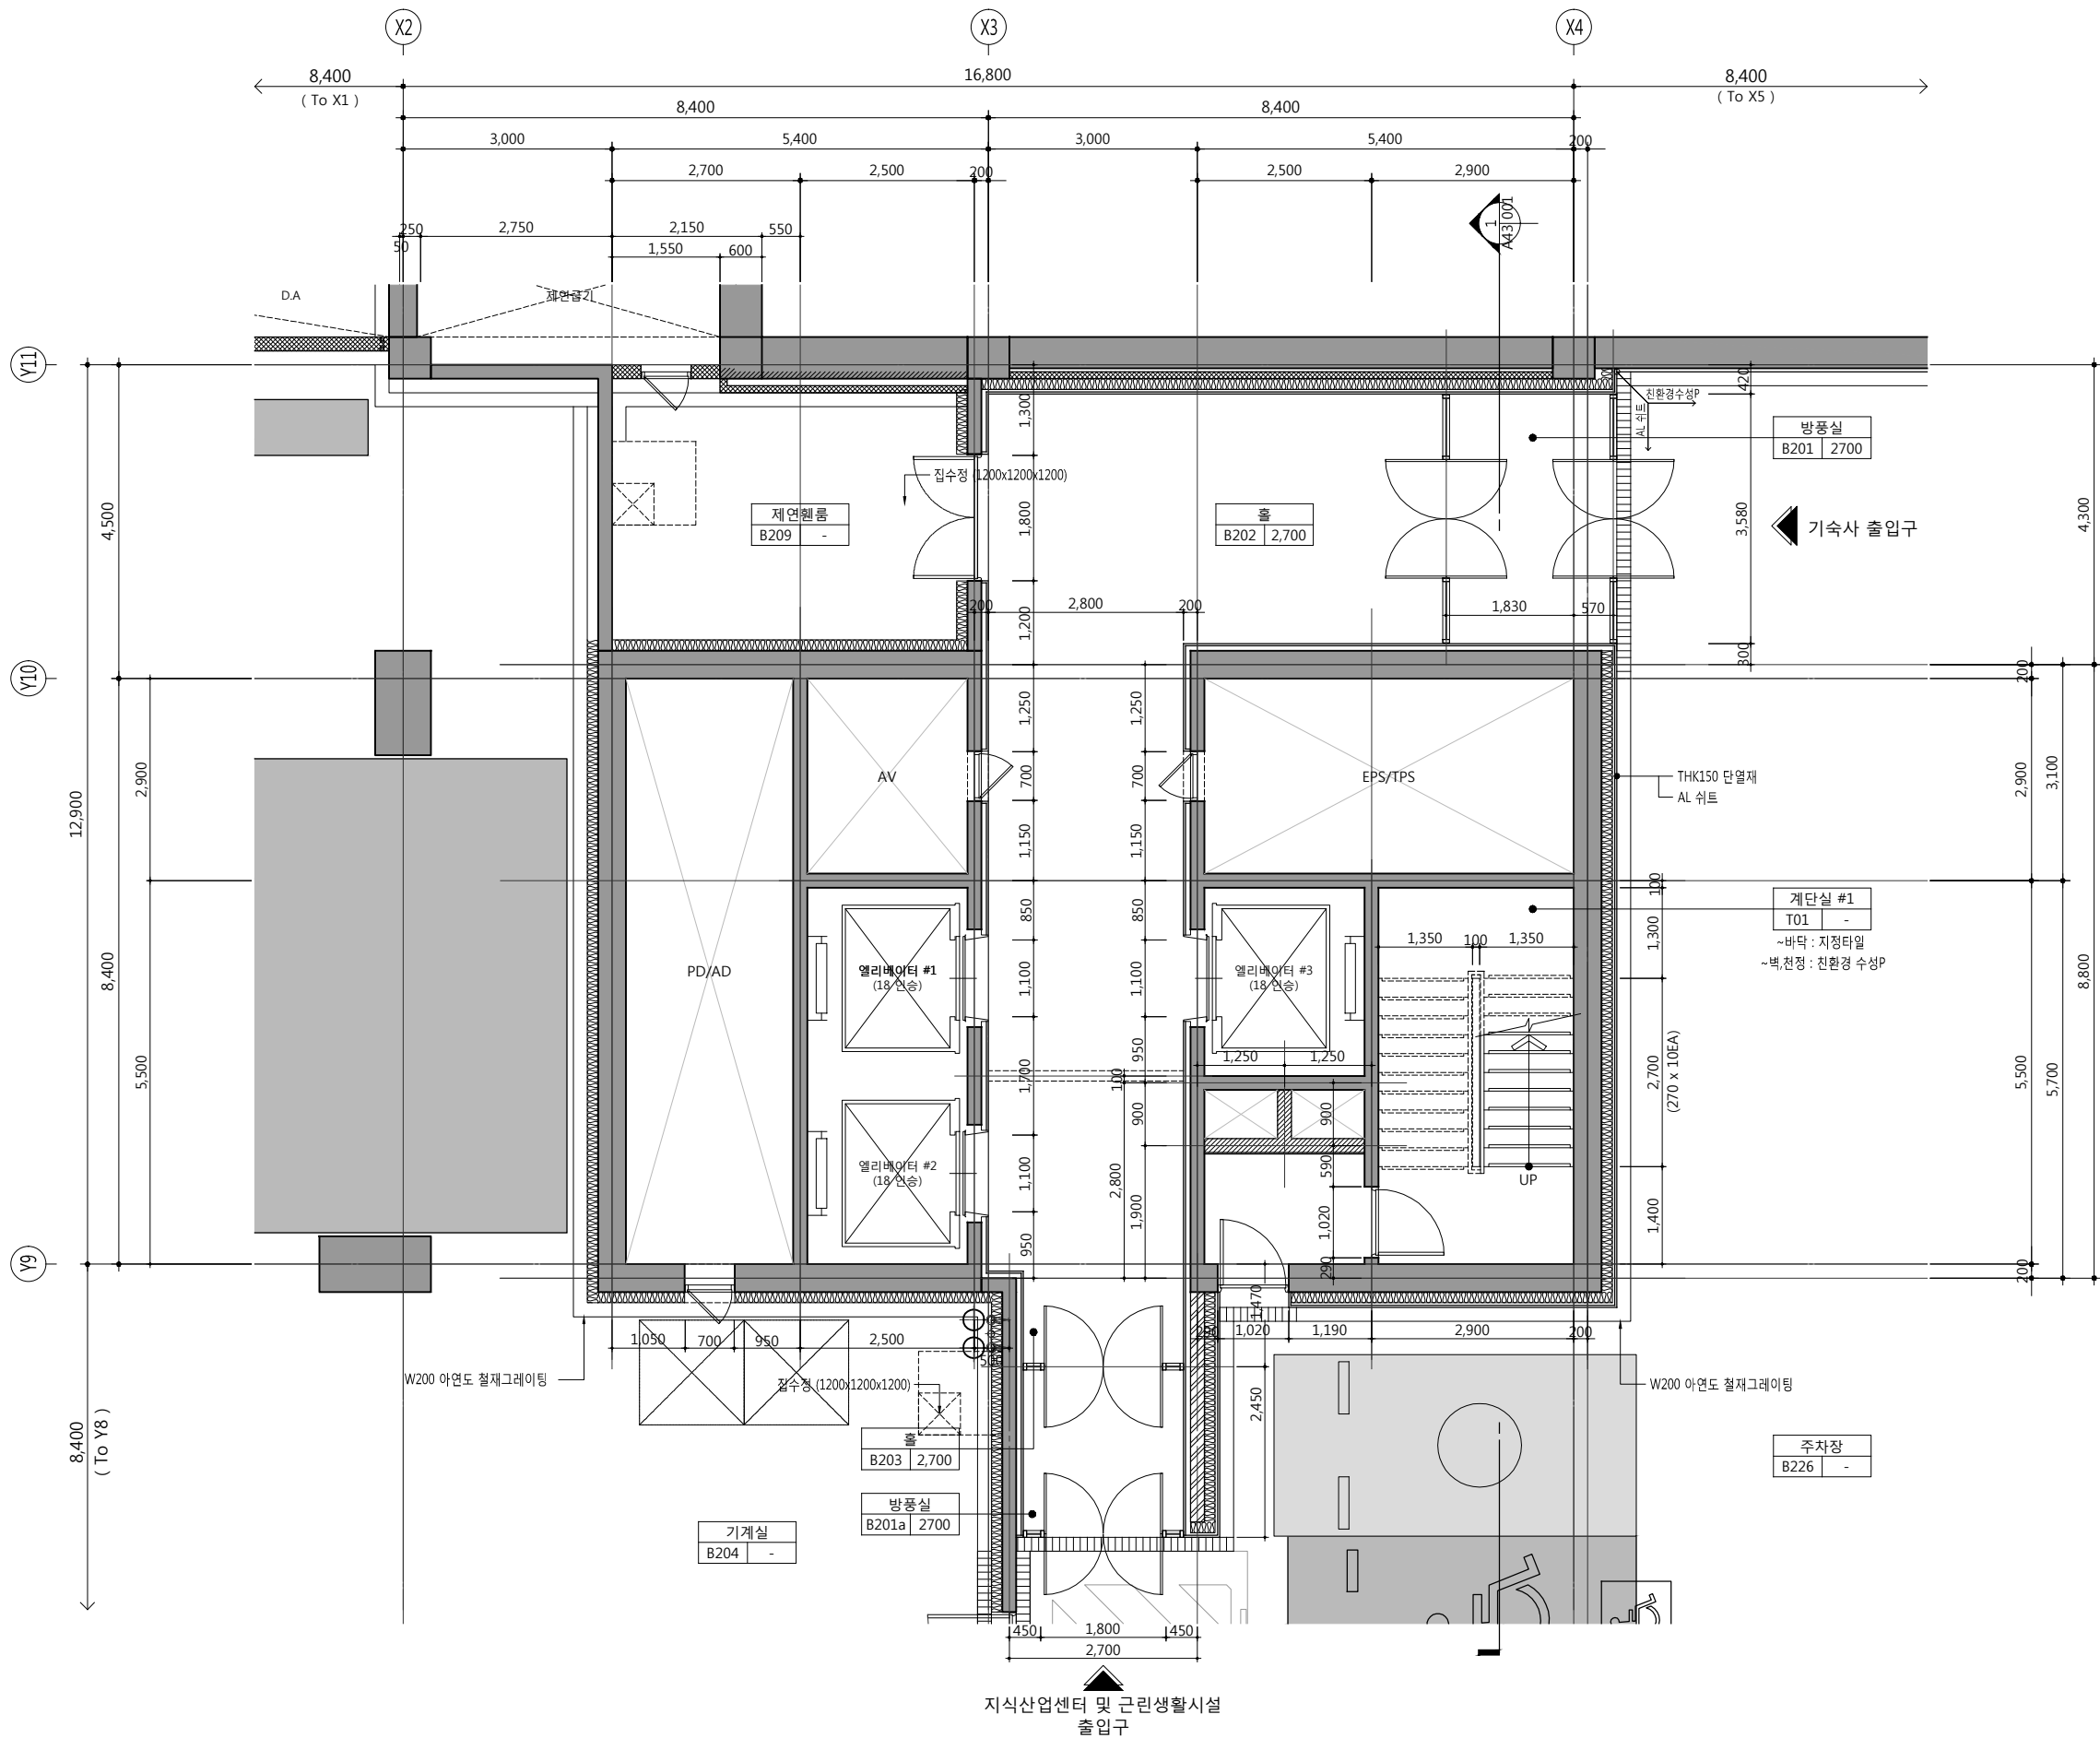 X2
X3
X4
8,400
16,800
8,400
( To X1 )
( To X5 )
8,400
8,400
3,000
5,400
3,000
5,400
200
2,700
2,500
200
2,500
2,900
250
2,750
2,150
550
50
1,550
600
1
A43 001
D.A
Y11
420
친환경수성P
AL 쉬트
방풍실
B201
2700
1,300
집수정 (1200x1200x1200)
4,500
제연휀룸
B209
-
1,800
홀
B202
2,700
3,580
기숙사 출입구
4,300
200
2,800
200
1,200
1,830
570
300
Y10
200
1,250
1,250
AV
EPS/TPS
THK150 단열재
AL 쉬트
2,900
700
700
2,900
3,100
12,900
1,150
1,150
100
계단실 #1
T01
-
~바닥 : 지정타일
~벽,천정 : 친환경 수성P
850
850
1,300
1,350
100
1,350
8,400
PD/AD
엘리베이터 #1
(18 인승)
1,100
1,100
엘리베이터 #3
(18 인승)
8,800
950
1,250
1,250
5,500
1,700
100
2,700
(270 x 10EA)
5,500
5,700
900
900
엘리베이터 #2
(18 인승)
1,100
590
2,800
UP
1,900
1,020
1,400
950
290
Y9
200
1,470
1,050
700
950
2,500
1,020
1,190
2,900
200
W200 아연도 철재그레이팅
집수정 (1200x1200x1200)
W200 아연도 철재그레이팅
2,450
8,400
( To Y8 )
홀
B203
2,700
주차장
B226
-
방풍실
B201a
2700
기계실
B204
-
450
1,800
450
2,700
지식산업센터 및 근린생활시설
출입구